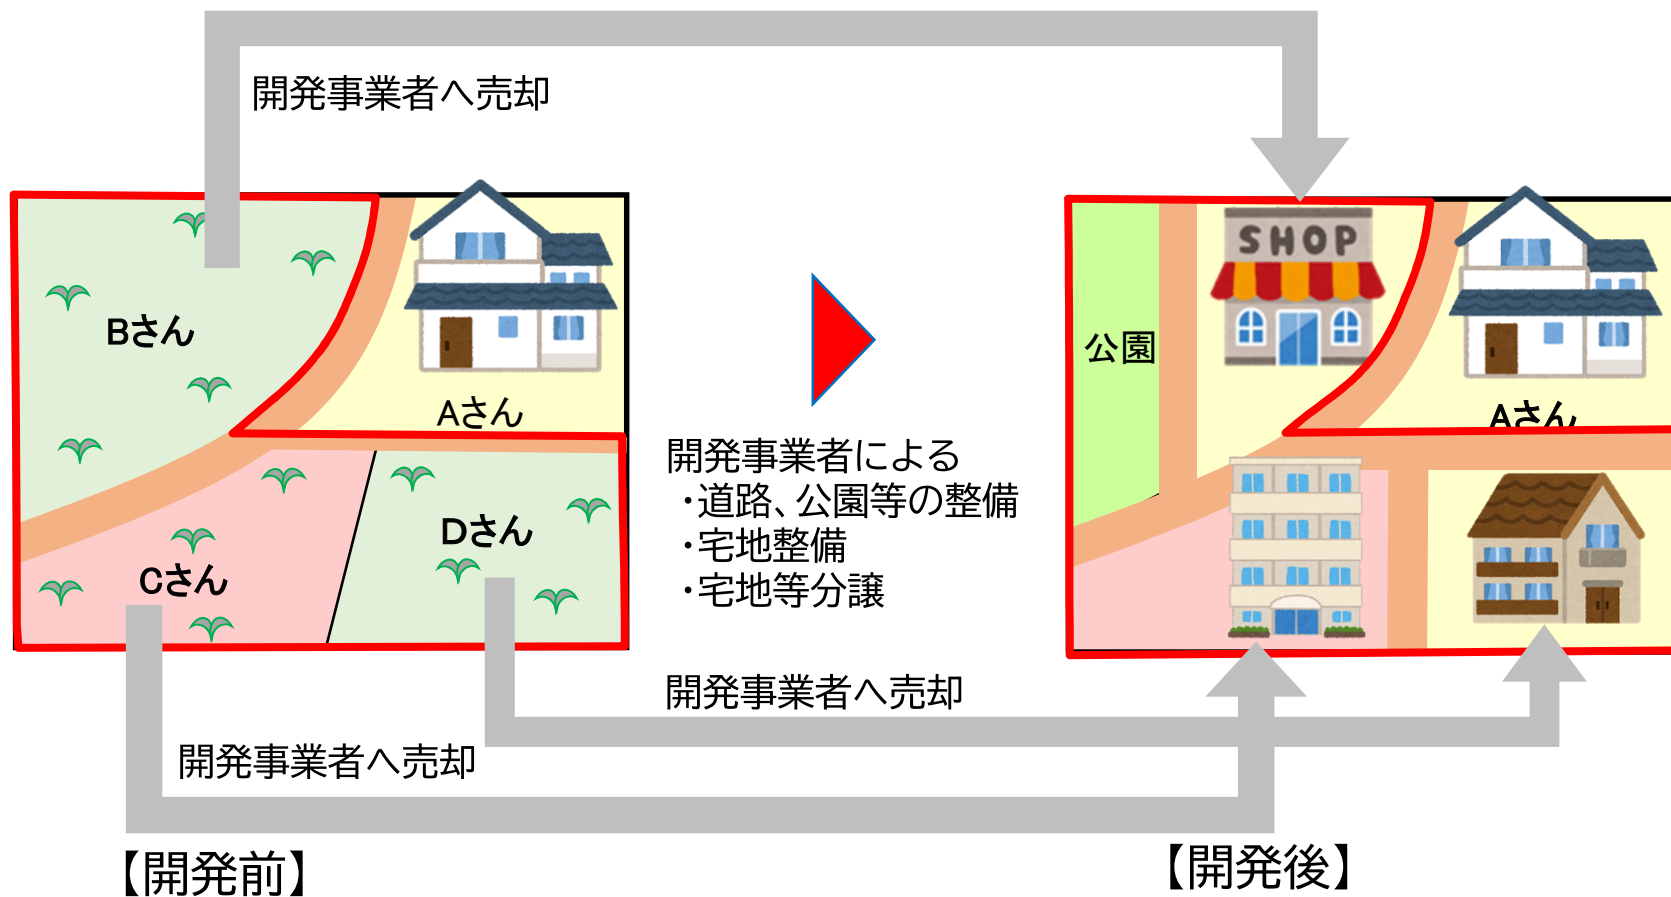 開発事業者へ売却
Bさん
Aさん
Cさん
Dさん
開発事業者による
・道路、公園等の整備
・宅地整備
・宅地等分譲
SHOP
公園
Aさん
開発事業者へ売却
開発事業者へ売却
【開発前】
【開発後】